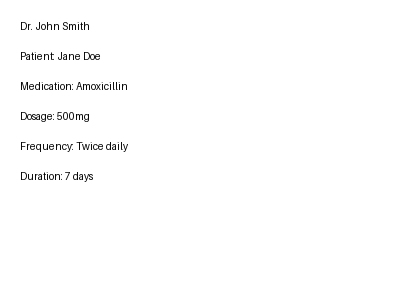 Dr. John Smith
Patient: Jane Doe
Medication: Amoxicillin
Dosage: 500mg
Frequency: Twice daily
Duration: 7 days